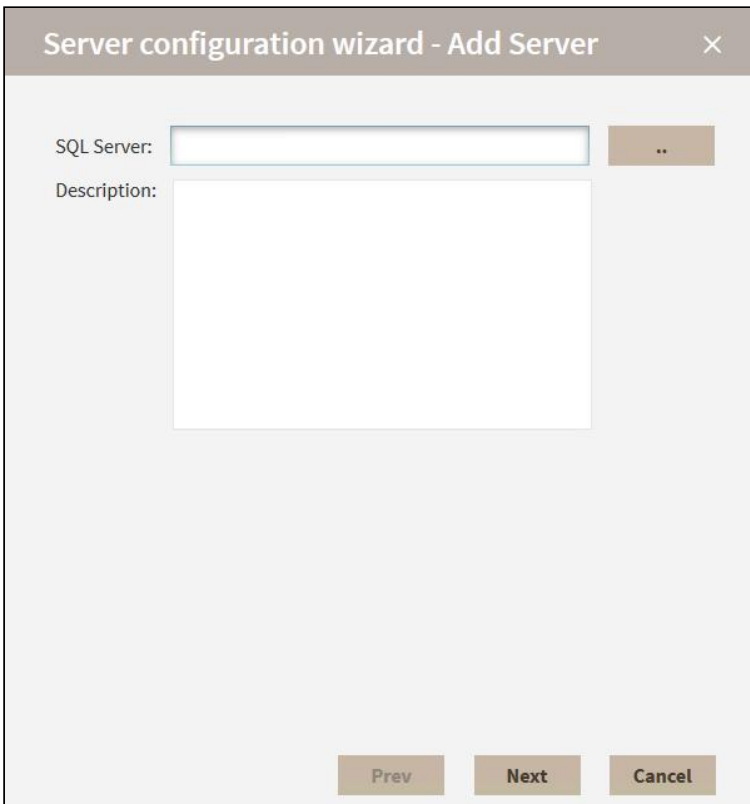 Server configuration wizard - Add Server
SQL Server:
..
Description:
Prev Next Cancel